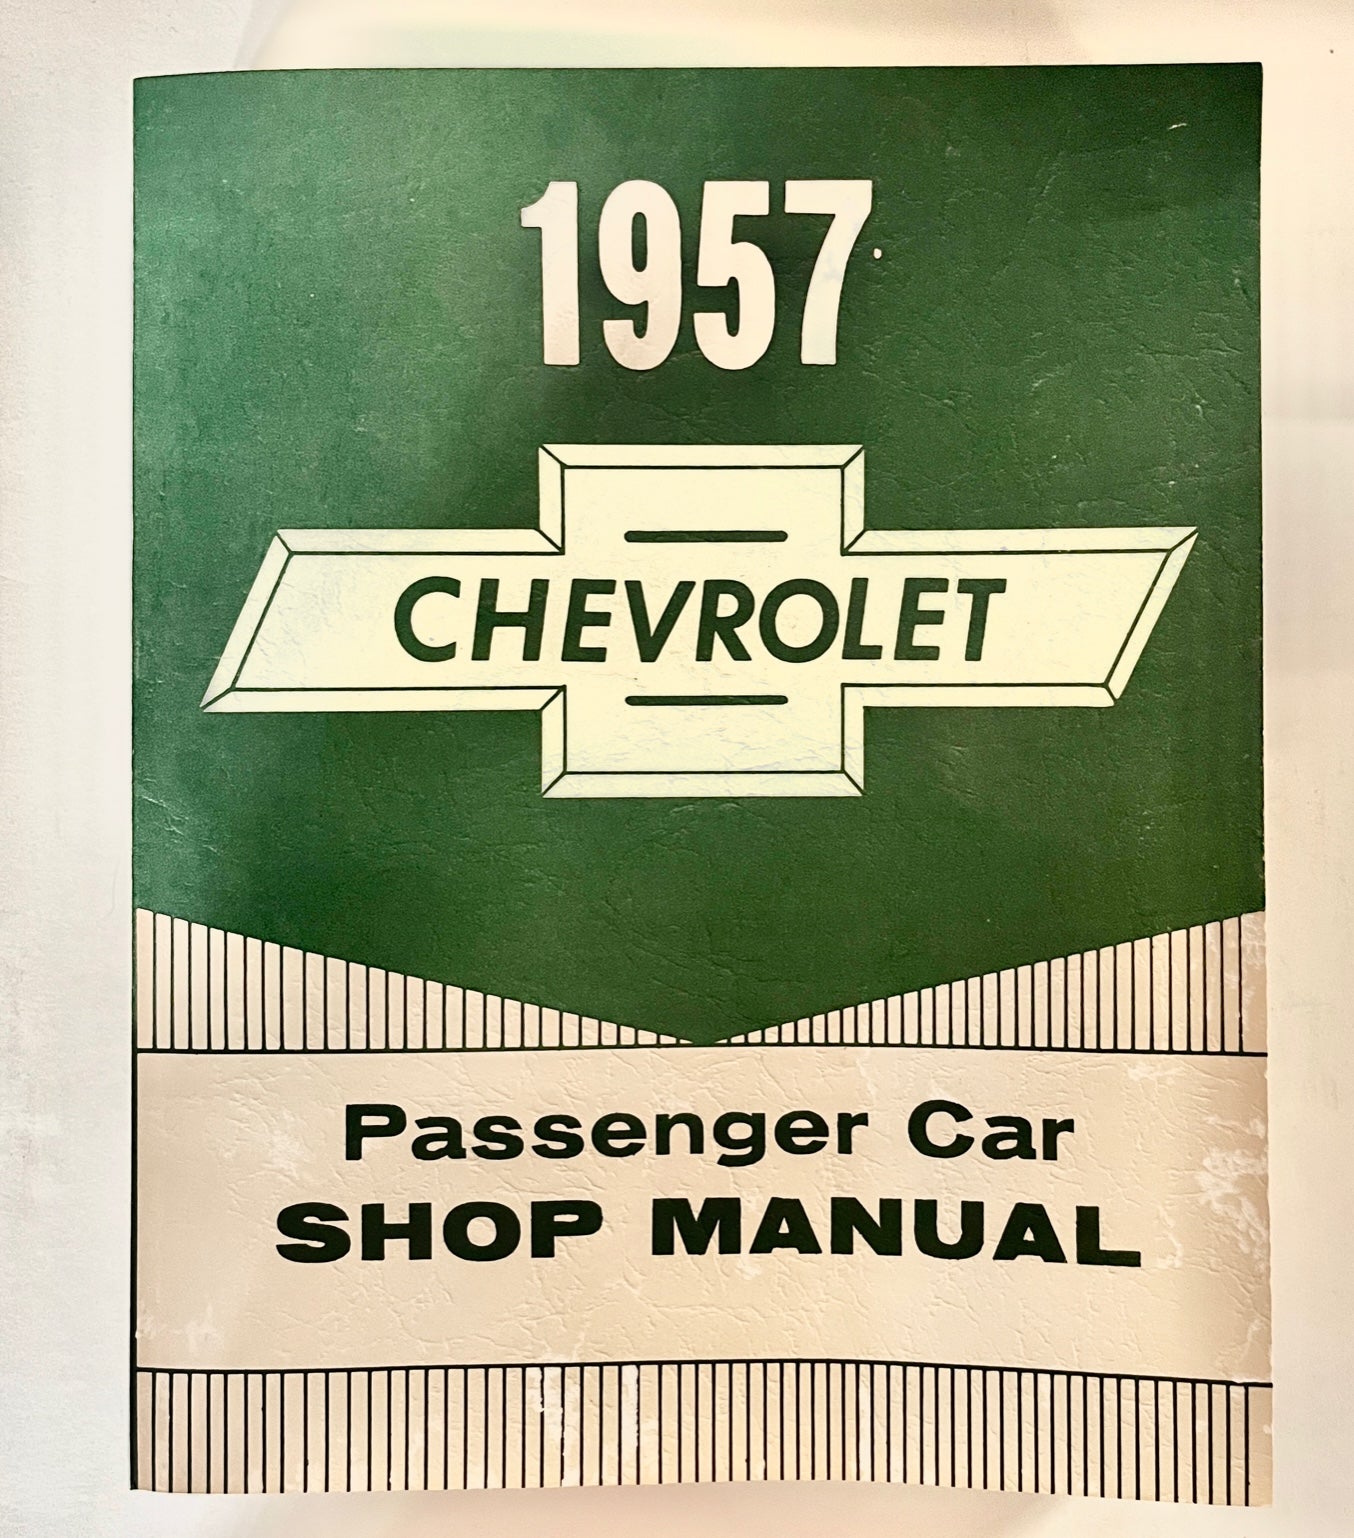 1957
CHEVROLET
Passenger Car
SHOP MANUAL